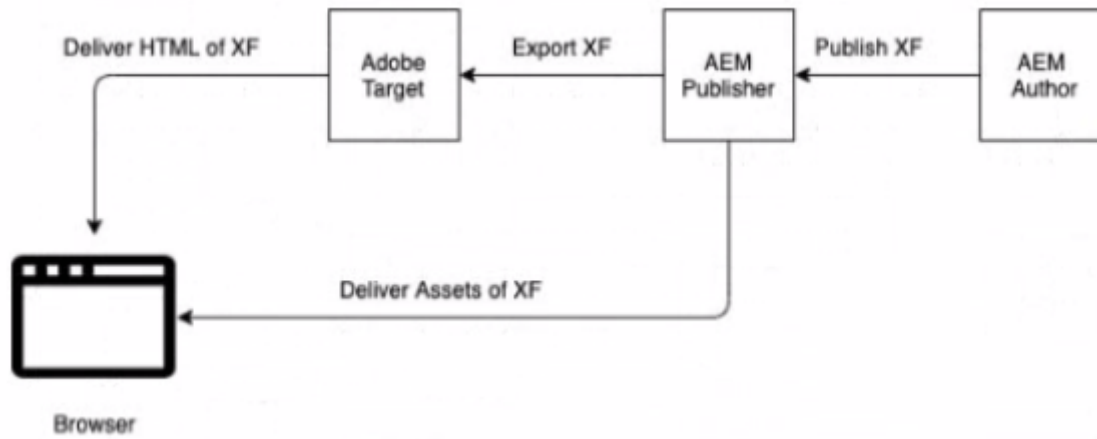 Deliver HTML of XF
Adobe
Target
Export XF
AEM
Publisher
Publish XF
AEM
Author
Deliver Assets of XF
Browser